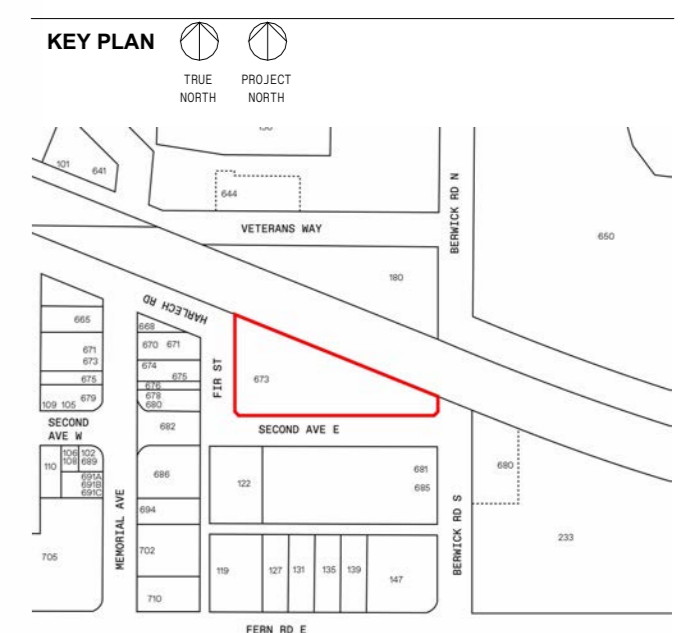 KEY PLAN
TRUE
NORTH
PROJECT
NORTH
101
641
644
VETERANS WAY
BERWICK RD N
650
180
HARLECH RD
665
671
673
675
679
109 105
SECOND
AVE W
668
670 671
674
675
676
678
680
682
FIR ST
673
SECOND AVE E
110
106 102
108 689
691A
691B
691C
705
MEMORIAL AVE
686
694
702
710
122
681
685
680
BERWICK RD S
233
119
127
131
135
139
147
FERN RD E